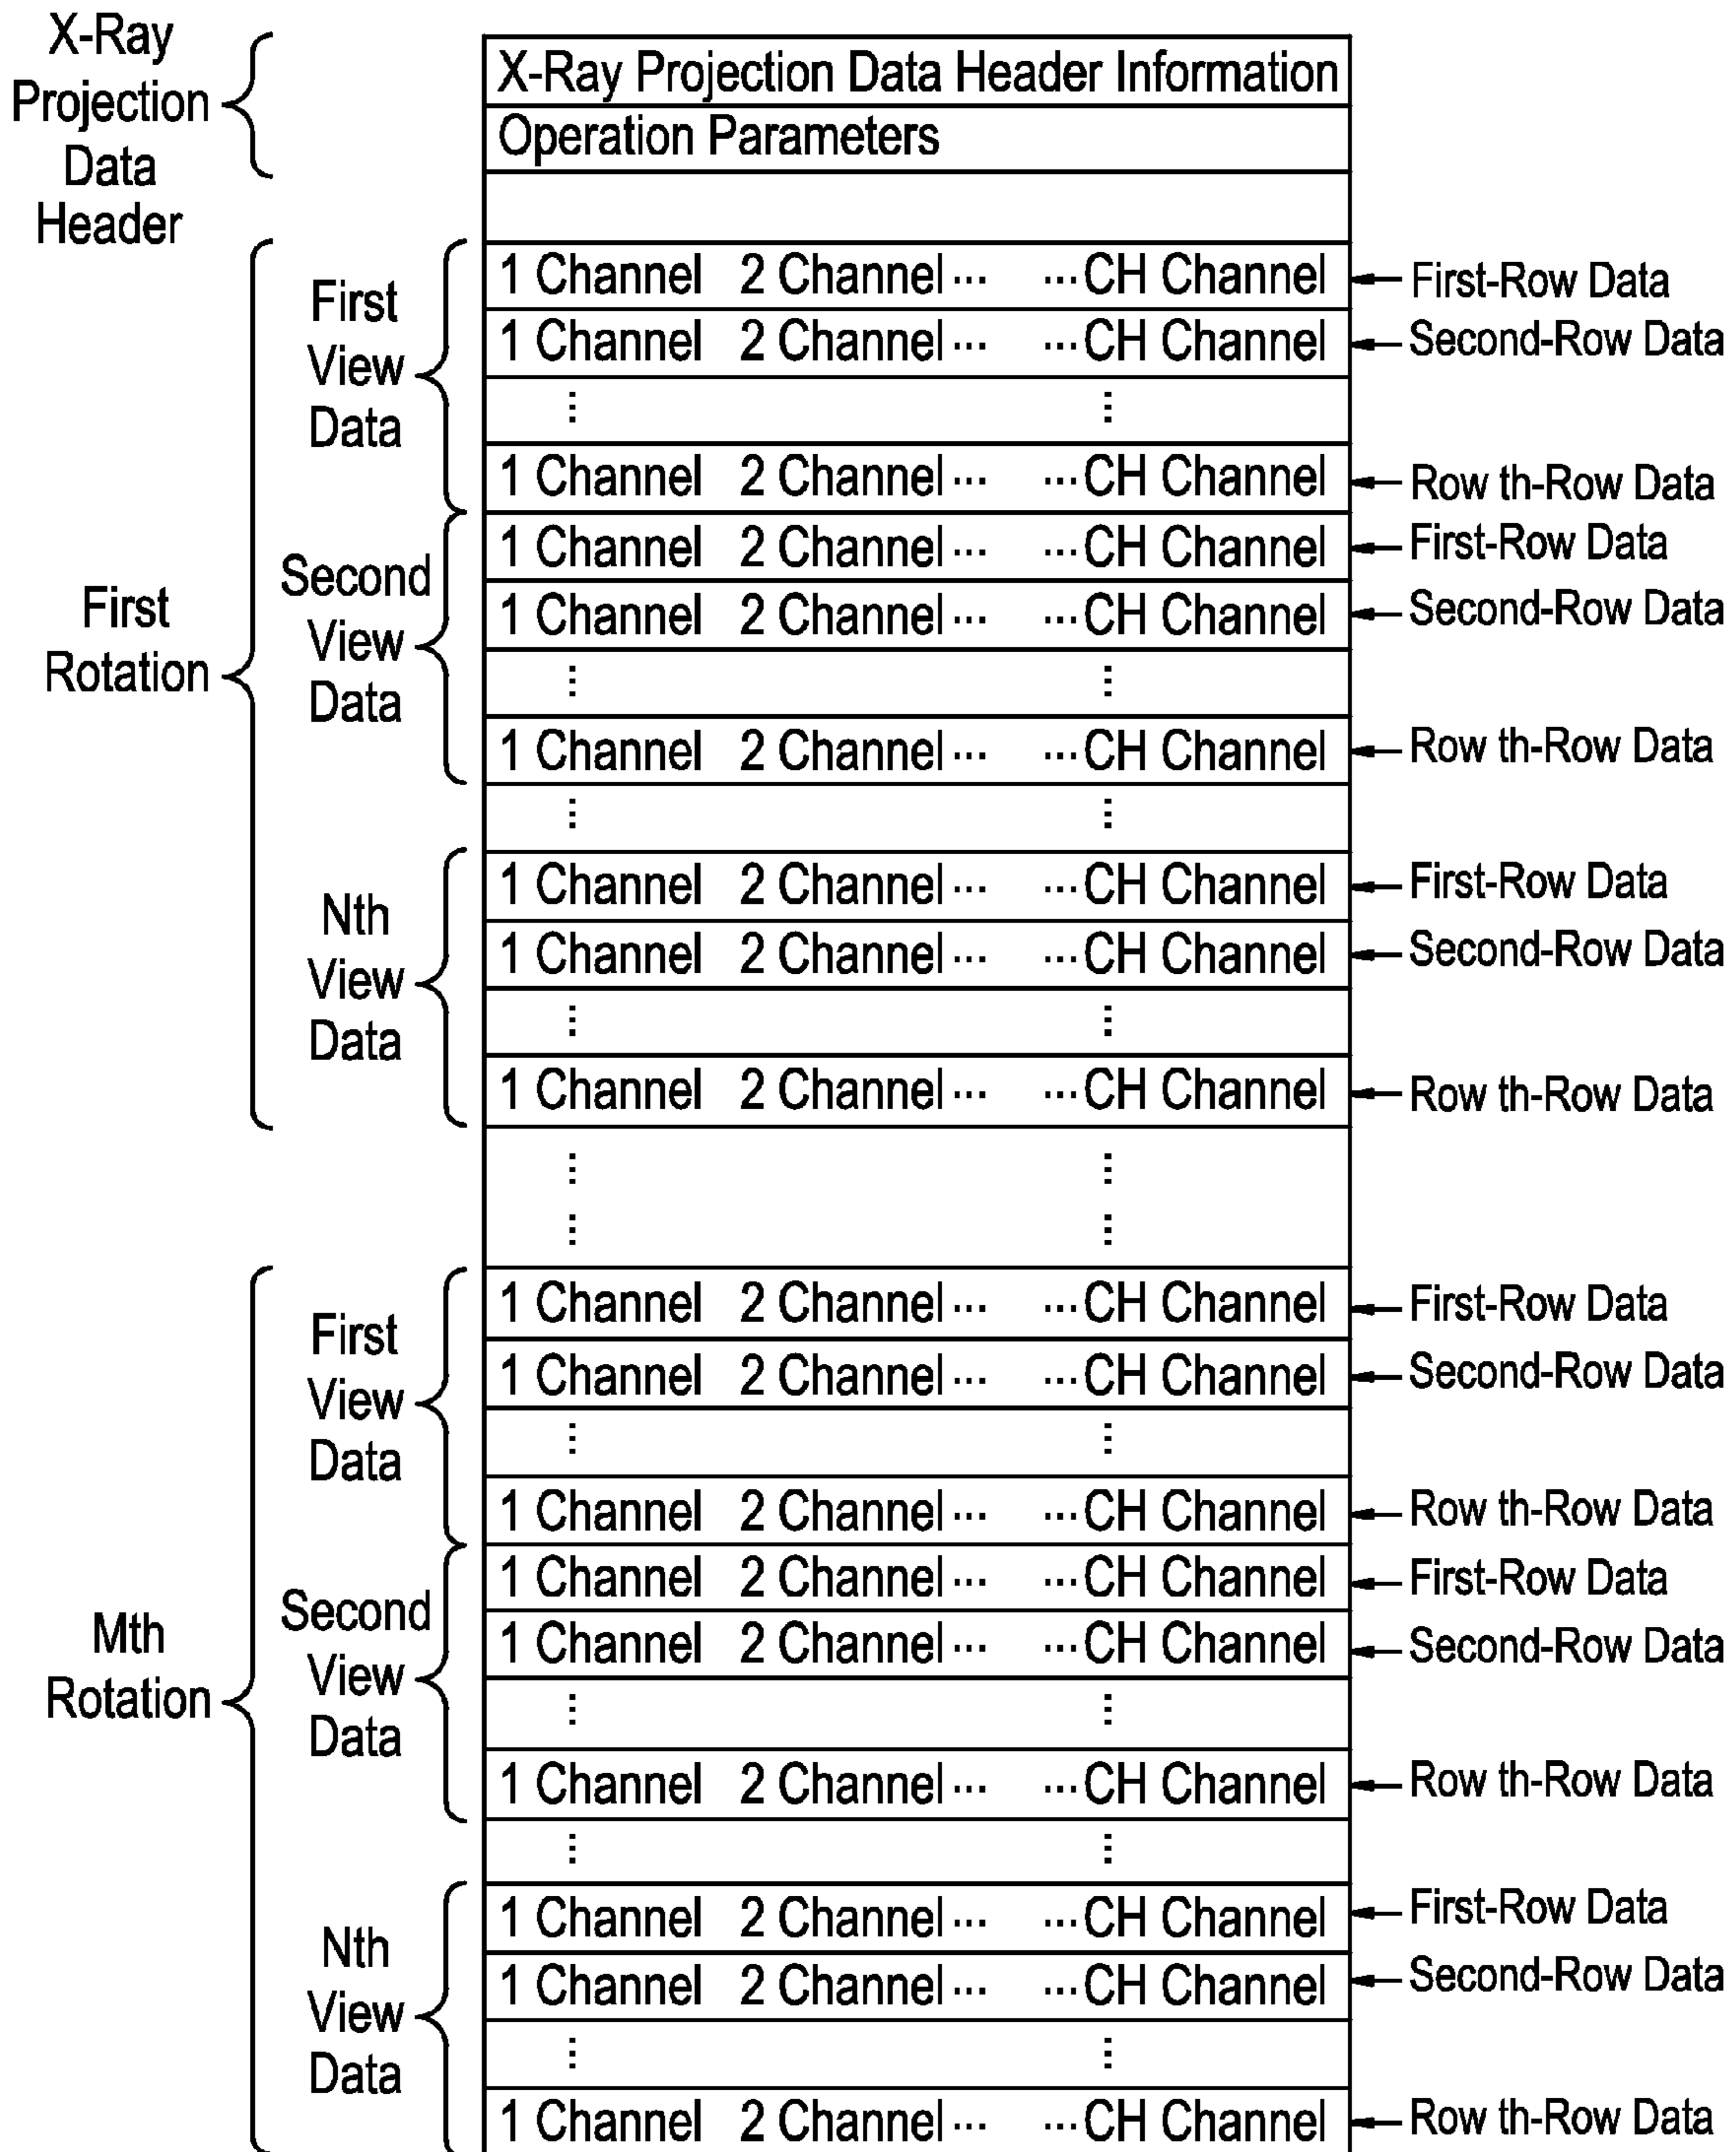 X-Ray
Projection
Data
Header
X-Ray Projection Data Header Information
Operation Parameters
First
Rotation
First
View
Data
1 Channel 2 Channel ... ... CH Channel First-Row Data
1 Channel 2 Channel ... ... CH Channel Second-Row Data
⋮ ⋮
1 Channel 2 Channel ... ... CH Channel Row th-Row Data
Second
View
Data
1 Channel 2 Channel ... ... CH Channel First-Row Data
1 Channel 2 Channel ... ... CH Channel Second-Row Data
⋮ ⋮
1 Channel 2 Channel ... ... CH Channel Row th-Row Data
⋮ ⋮
Nth
View
Data
1 Channel 2 Channel ... ... CH Channel First-Row Data
1 Channel 2 Channel ... ... CH Channel Second-Row Data
⋮ ⋮
1 Channel 2 Channel ... ... CH Channel Row th-Row Data
⋮ ⋮
⋮ ⋮
Mth
Rotation
First
View
Data
1 Channel 2 Channel ... ... CH Channel First-Row Data
1 Channel 2 Channel ... ... CH Channel Second-Row Data
⋮ ⋮
1 Channel 2 Channel ... ... CH Channel Row th-Row Data
Second
View
Data
1 Channel 2 Channel ... ... CH Channel First-Row Data
1 Channel 2 Channel ... ... CH Channel Second-Row Data
⋮ ⋮
1 Channel 2 Channel ... ... CH Channel Row th-Row Data
⋮ ⋮
Nth
View
Data
1 Channel 2 Channel ... ... CH Channel First-Row Data
1 Channel 2 Channel ... ... CH Channel Second-Row Data
⋮ ⋮
1 Channel 2 Channel ... ... CH Channel Row th-Row Data